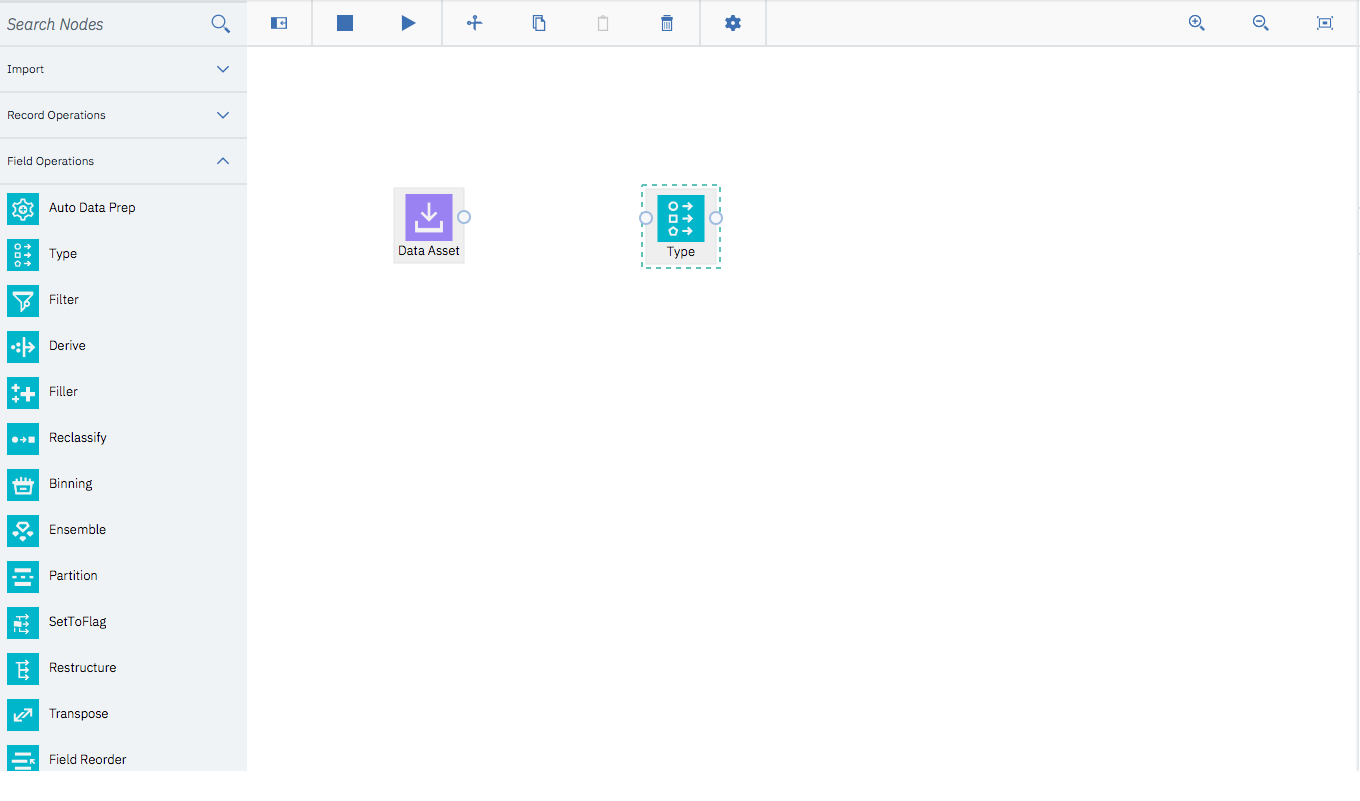 Search Nodes
Import
Record Operations
Field Operations
Auto Data Prep
Type
Filter
Derive
Filler
Reclassify
Binning
Ensemble
Partition
SetToFlag
Restructure
Transpose
Field Reorder
Data Asset
Type